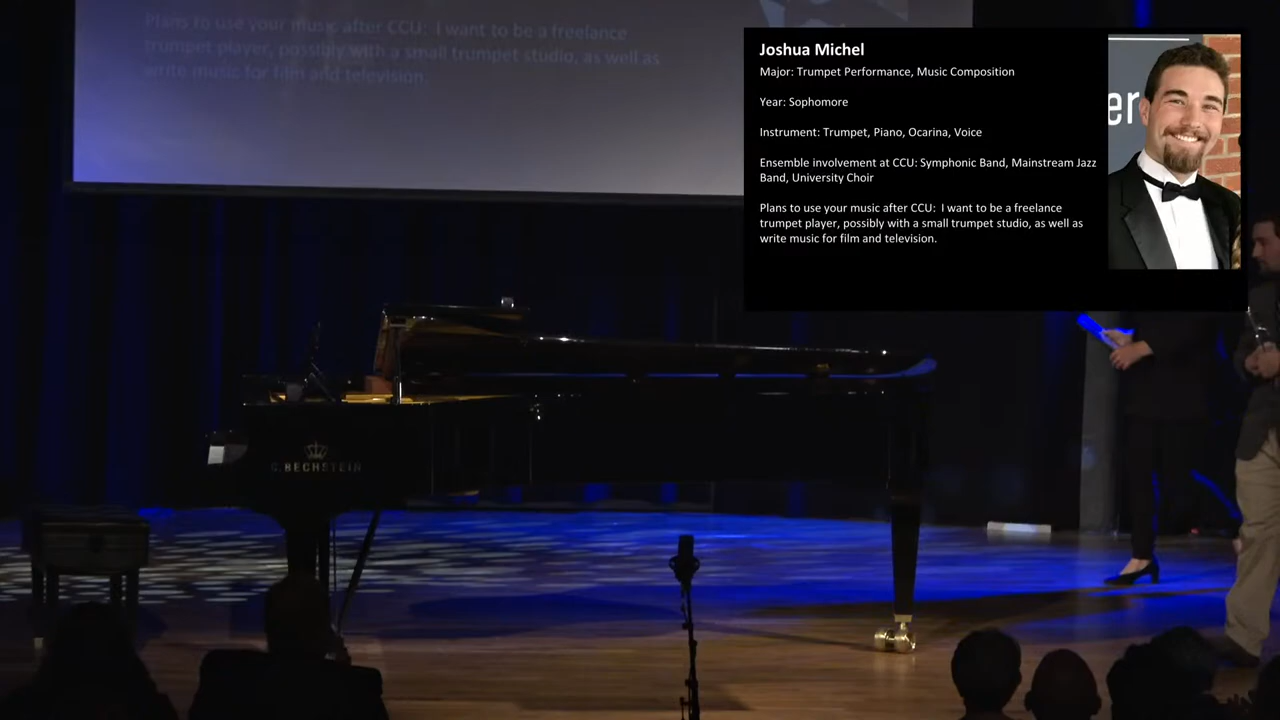 Plans to use your music after CCU:  I want to be a freelance
trumpet player, possibly with a small trumpet studio, as well as
write music for film and television.
Joshua Michel
Major: Trumpet Performance, Music Composition
Year: Sophomore
Instrument: Trumpet, Piano, Ocarina, Voice
Ensemble involvement at CCU: Symphonic Band, Mainstream Jazz
Band, University Choir
Plans to use your music after CCU:  I want to be a freelance
trumpet player, possibly with a small trumpet studio, as well as
write music for film and television.
er
C.BECHSTEIN